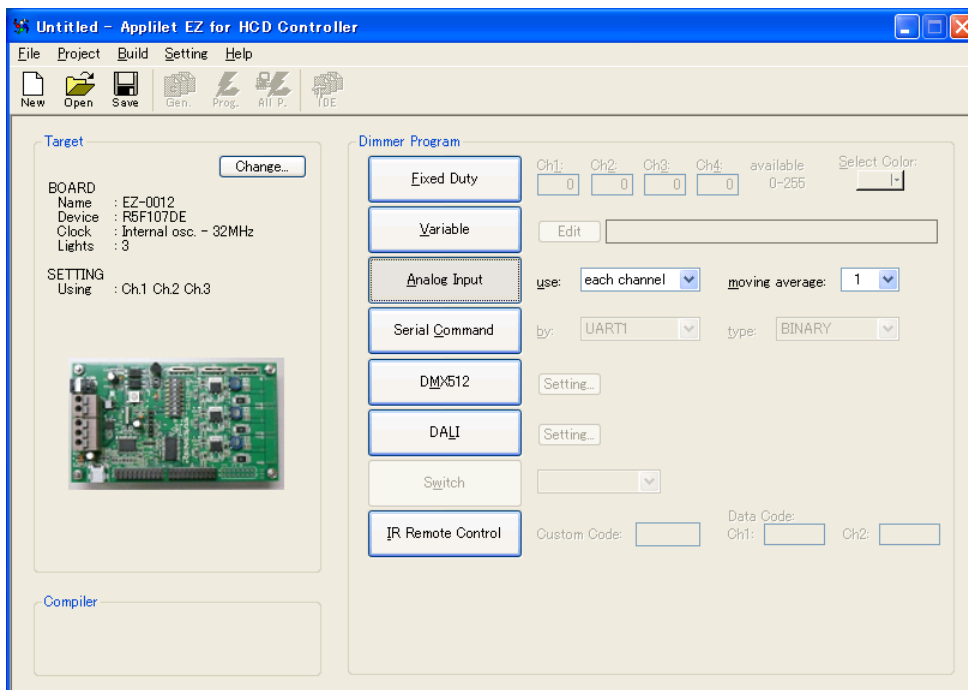 Untitled - Applilet EZ for HCD Controller
File Project Build Setting Help
New Open Save Gen. Prog. All P. IDE
Target
Change...
BOARD
Name : EZ-0012
Device : R5F107DE
Clock : Internal osc. - 32MHz
Lights : 3
SETTING
Using : Ch.1 Ch.2 Ch.3
Compiler
Dimmer Program
Fixed Duty Ch1: 0 Ch2: 0 Ch3: 0 Ch4: 0 available 0-255 Select Color:
Variable Edit
Analog Input use: each channel moving average: 1
Serial Command by: UART1 type: BINARY
DMX512 Setting...
DALI Setting...
Switch
IR Remote Control Custom Code: Data Code: Ch1: Ch2: